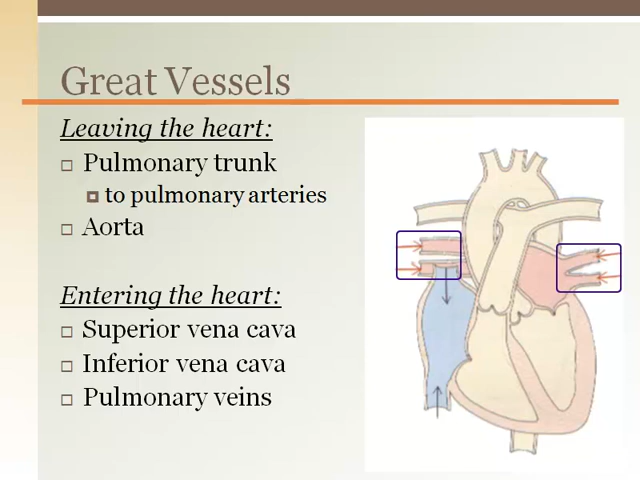 Great Vessels
Leaving the heart:
Pulmonary trunk
to pulmonary arteries
Aorta
Entering the heart:
Superior vena cava
Inferior vena cava
Pulmonary veins